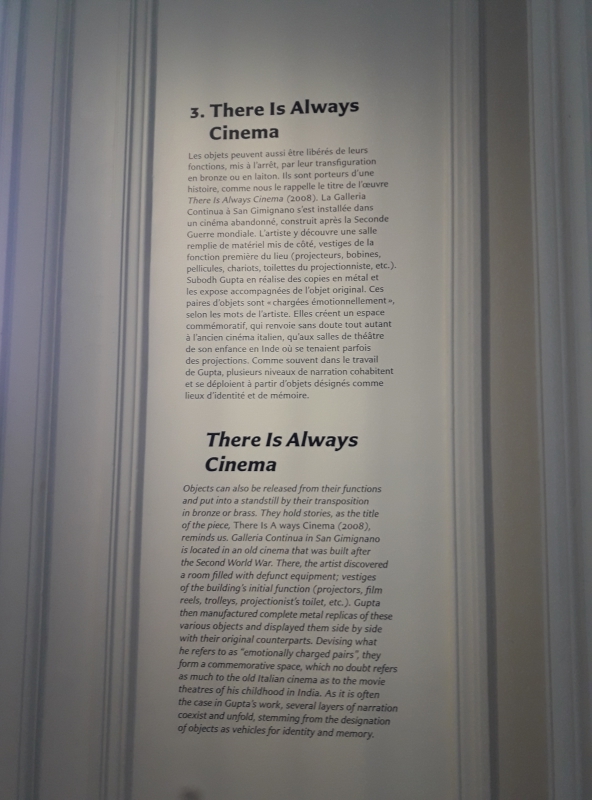 3. There Is Always
Cinema
Les objets peuvent aussi être libérés de leurs
fonctions, mis à l'arrêt, par leur transfiguration
en bronze ou en laiton. Ils sont porteurs d'une
histoire, comme nous le rappelle le titre de l'œuvre
There Is Always Cinema (2008). La Galleria
Continua à San Gimignano s'est installée dans
un cinéma abandonné, construit après la Seconde
Guerre mondiale. L'artiste y découvre une salle
remplie de matériel mis de côté, vestiges de la
fonction première du lieu (projecteurs, bobines,
pellicules, chariots, toilettes du projectionniste, etc.).
Subodh Gupta en réalise des copies en métal et
les expose accompagnées de l'objet original. Ces
paires d'objets sont « chargées émotionnellement »,
selon les mots de l'artiste. Elles créent un espace
commémoratif, qui renvoie sans doute tout autant
à l'ancien cinéma italien, qu'aux salles de théâtre
de son enfance en Inde où se tenaient parfois
des projections. Comme souvent dans le travail
de Gupta, plusieurs niveaux de narration cohabitent
et se déploient à partir d'objets désignés comme
lieux d'identité et de mémoire.
There Is Always
Cinema
Objects can also be released from their functions
and put into a standstill by their transposition
in bronze or brass. They hold stories, as the title
of the piece, There Is A ways Cinema (2008),
reminds us. Galleria Continua in San Gimignano
is located in an old cinema that was built after
the Second World War. There, the artist discovered
a room filled with defunct equipment; vestiges
of the building's initial function (projectors, film
reels, trolleys, projectionist's toilet, etc.). Gupta
then manufactured complete metal replicas of these
various objects and displayed them side by side
with their original counterparts. Devising what
he refers to as "emotionally charged pairs", they
form a commemorative space, which no doubt refers
as much to the old Italian cinema as to the movie
theatres of his childhood in India. As it is often
the case in Gupta's work, several layers of narration
coexist and unfold, stemming from the designation
of objects as vehicles for identity and memory.